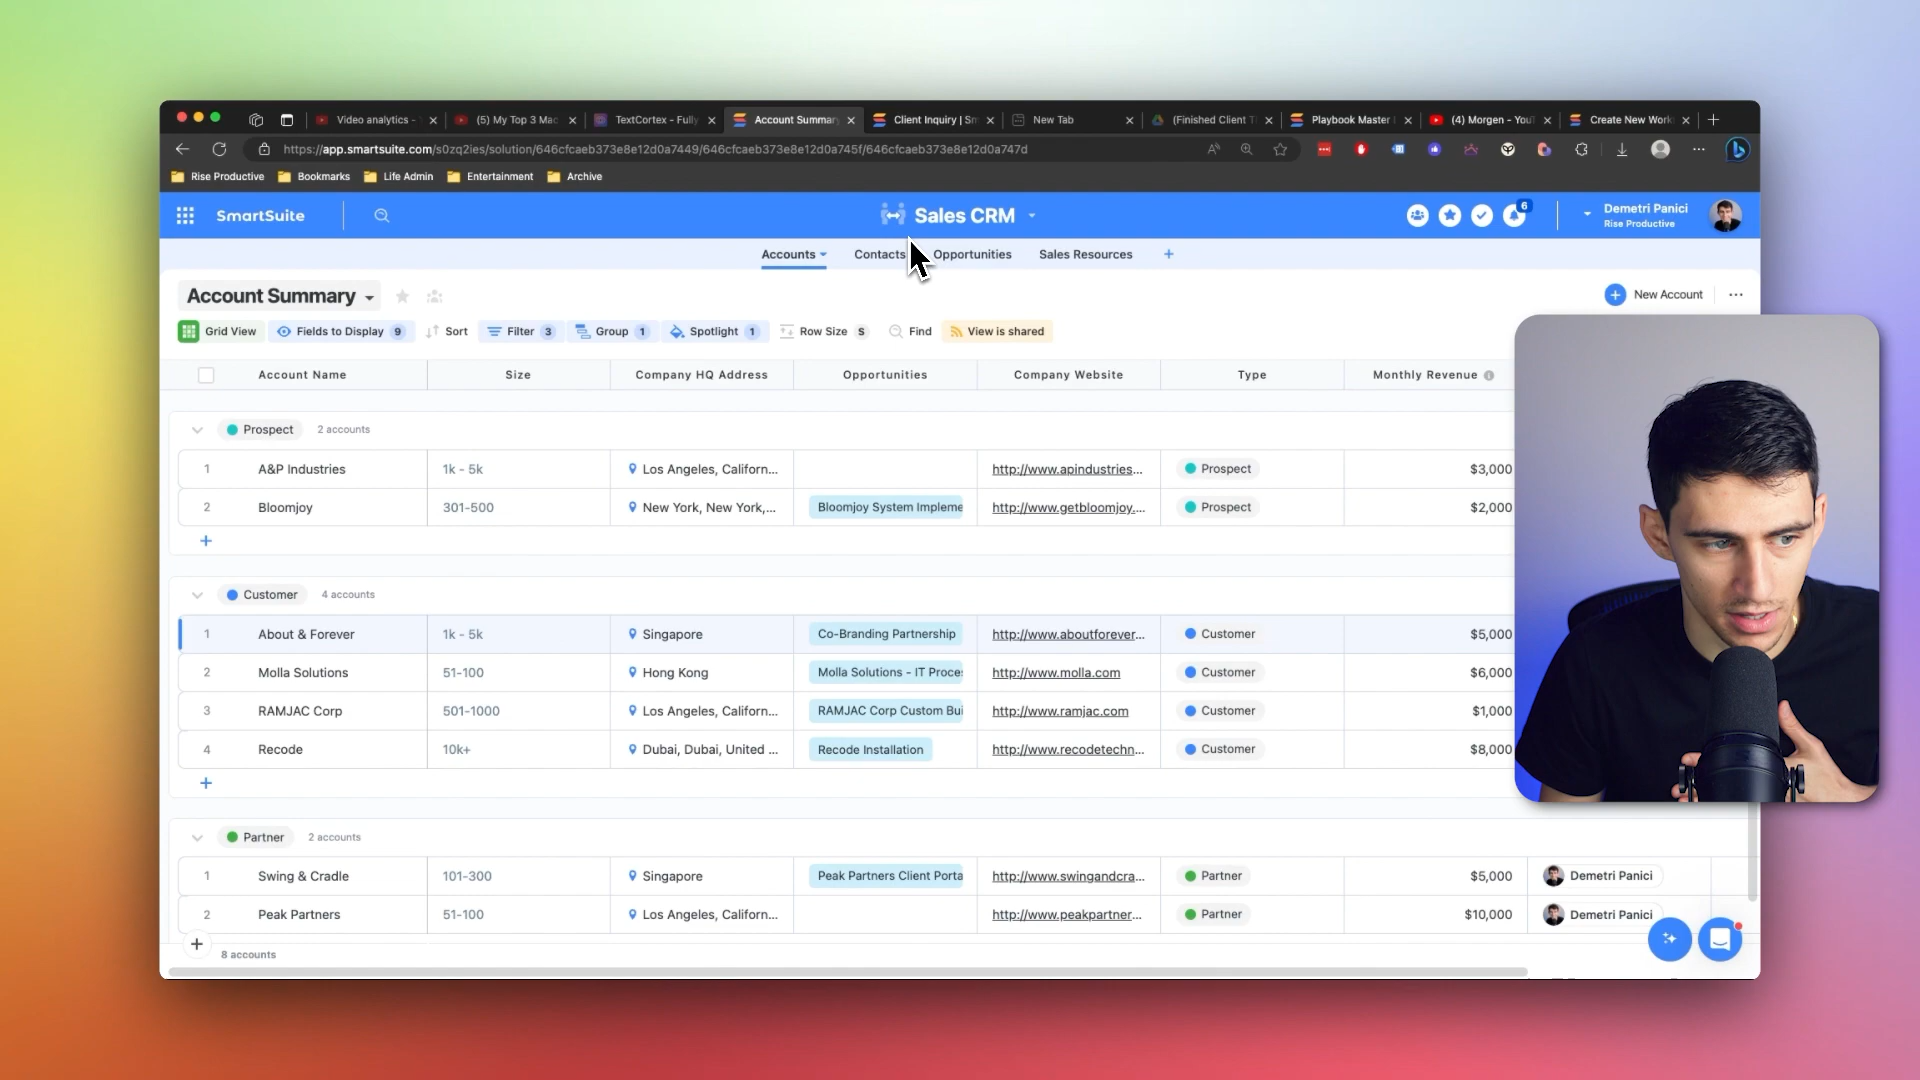 Video analytics -
(5) My Top 3 Mac
TextCortex - Fully
Account Summary
Client Inquiry | Sm
New Tab
(Finished Client T
Playbook Master
(4) Morgen - YouT
Create New Work
https://app.smartsuite.com/s0zq2ies/solution/646cfcaeb373e8e12d0a7449/646cfcaeb373e8e12d0a745f/646cfcaeb373e8e12d0a747d
Rise Productive
Bookmarks
Life Admin
Entertainment
Archive
SmartSuite
Sales CRM
6
Demetri Panici
Rise Productive
Accounts
Contacts
Opportunities
Sales Resources
Account Summary
New Account
Grid View
Fields to Display 9
Sort
Filter 3
Group 1
Spotlight 1
Row Size S
Find
View is shared
Account Name
Size
Company HQ Address
Opportunities
Company Website
Type
Monthly Revenue
Prospect 2 accounts
1 A&P Industries 1k - 5k Los Angeles, Californ... http://www.apindustries... Prospect $3,000
2 Bloomjoy 301-500 New York, New York,... Bloomjoy System Impleme http://www.getbloomjoy.... Prospect $2,000
Customer 4 accounts
1 About & Forever 1k - 5k Singapore Co-Branding Partnership http://www.aboutforever... Customer $5,000
2 Molla Solutions 51-100 Hong Kong Molla Solutions - IT Proce http://www.molla.com Customer $6,000
3 RAMJAC Corp 501-1000 Los Angeles, Californ... RAMJAC Corp Custom Bui http://www.ramjac.com Customer $1,000
4 Recode 10k+ Dubai, Dubai, United ... Recode Installation http://www.recodetechn... Customer $8,000
Partner 2 accounts
1 Swing & Cradle 101-300 Singapore Peak Partners Client Porta http://www.swingandcra... Partner $5,000 Demetri Panici
2 Peak Partners 51-100 Los Angeles, Californ... http://www.peakpartner... Partner $10,000 Demetri Panici
8 accounts